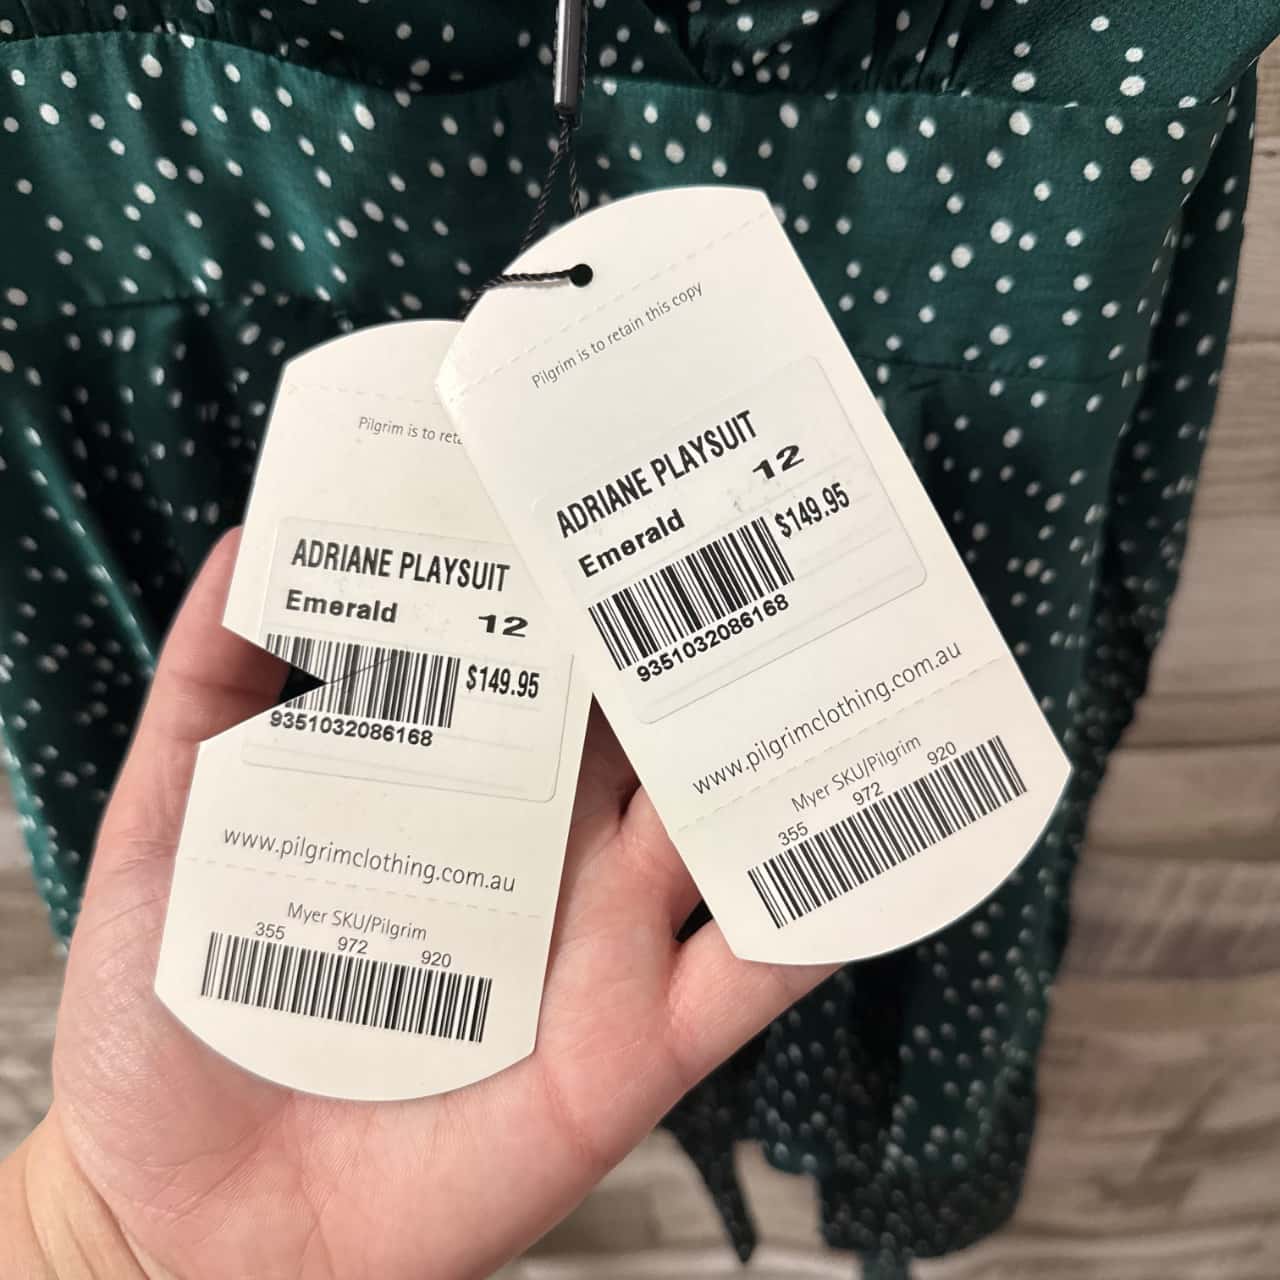 Pilgrim is to reta
ADRIANE PLAYSUIT
Emerald 12
$149.95
9351032086168
www.pilgrimclothing.com.au
Myer SKU/Pilgrim
355 972 920
Pilgrim is to retain this copy
ADRIANE PLAYSUIT
Emerald 12
$149.95
9351032086168
www.pilgrimclothing.com.au
Myer SKU/Pilgrim
355 972 920